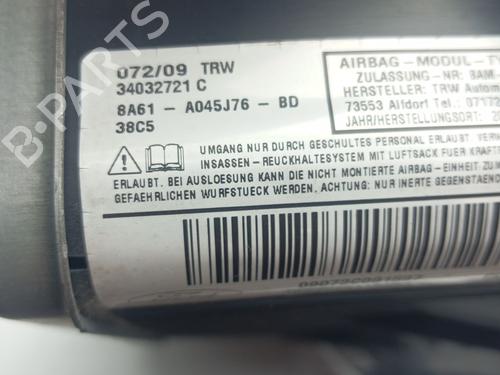 072/09 TRW
34032721 C
8A61 - A045J76 - BD
38C5
AIRBAG-MODUL-
ZULASSUNG-NR: BAM
HERSTELLER: TRW
73553 Alfdorf Tel:
JAHR/HERSTELLUNGSORT:
UMGANG NUR DURCH GESCHULTES PERSONAL ERLAUBT.
INSASSEN-RUECKHALTESYSTEM MIT LUFTSACK FUER
ERLAUBT. BEI AUSLOESUNG KANN DIE NICHT MONTIERTE AIRBAG-EINHEIT ZU
GEFAEHRLICHEN WURFSTUECK WERDEN. ACHTUNG: NUR INERTE
B-PARTS